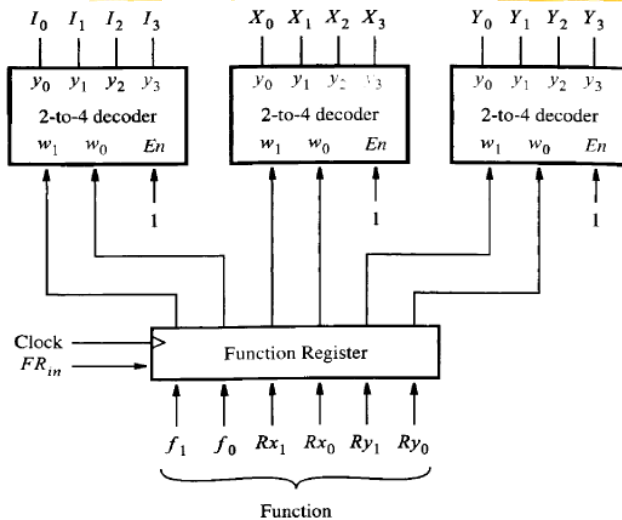 I0 I1 I2 I3 X0 X1 X2 X3 Y0 Y1 Y2 Y3
y0 y1 y2 y3 y0 y1 y2 y3 y0 y1 y2 y3
2-to-4 decoder 2-to-4 decoder 2-to-4 decoder
w1 w0 En w1 w0 En w1 w0 En
1 1 1
Clock
FRin
Function Register
f1 f0 Rx1 Rx0 Ry1 Ry0
Function